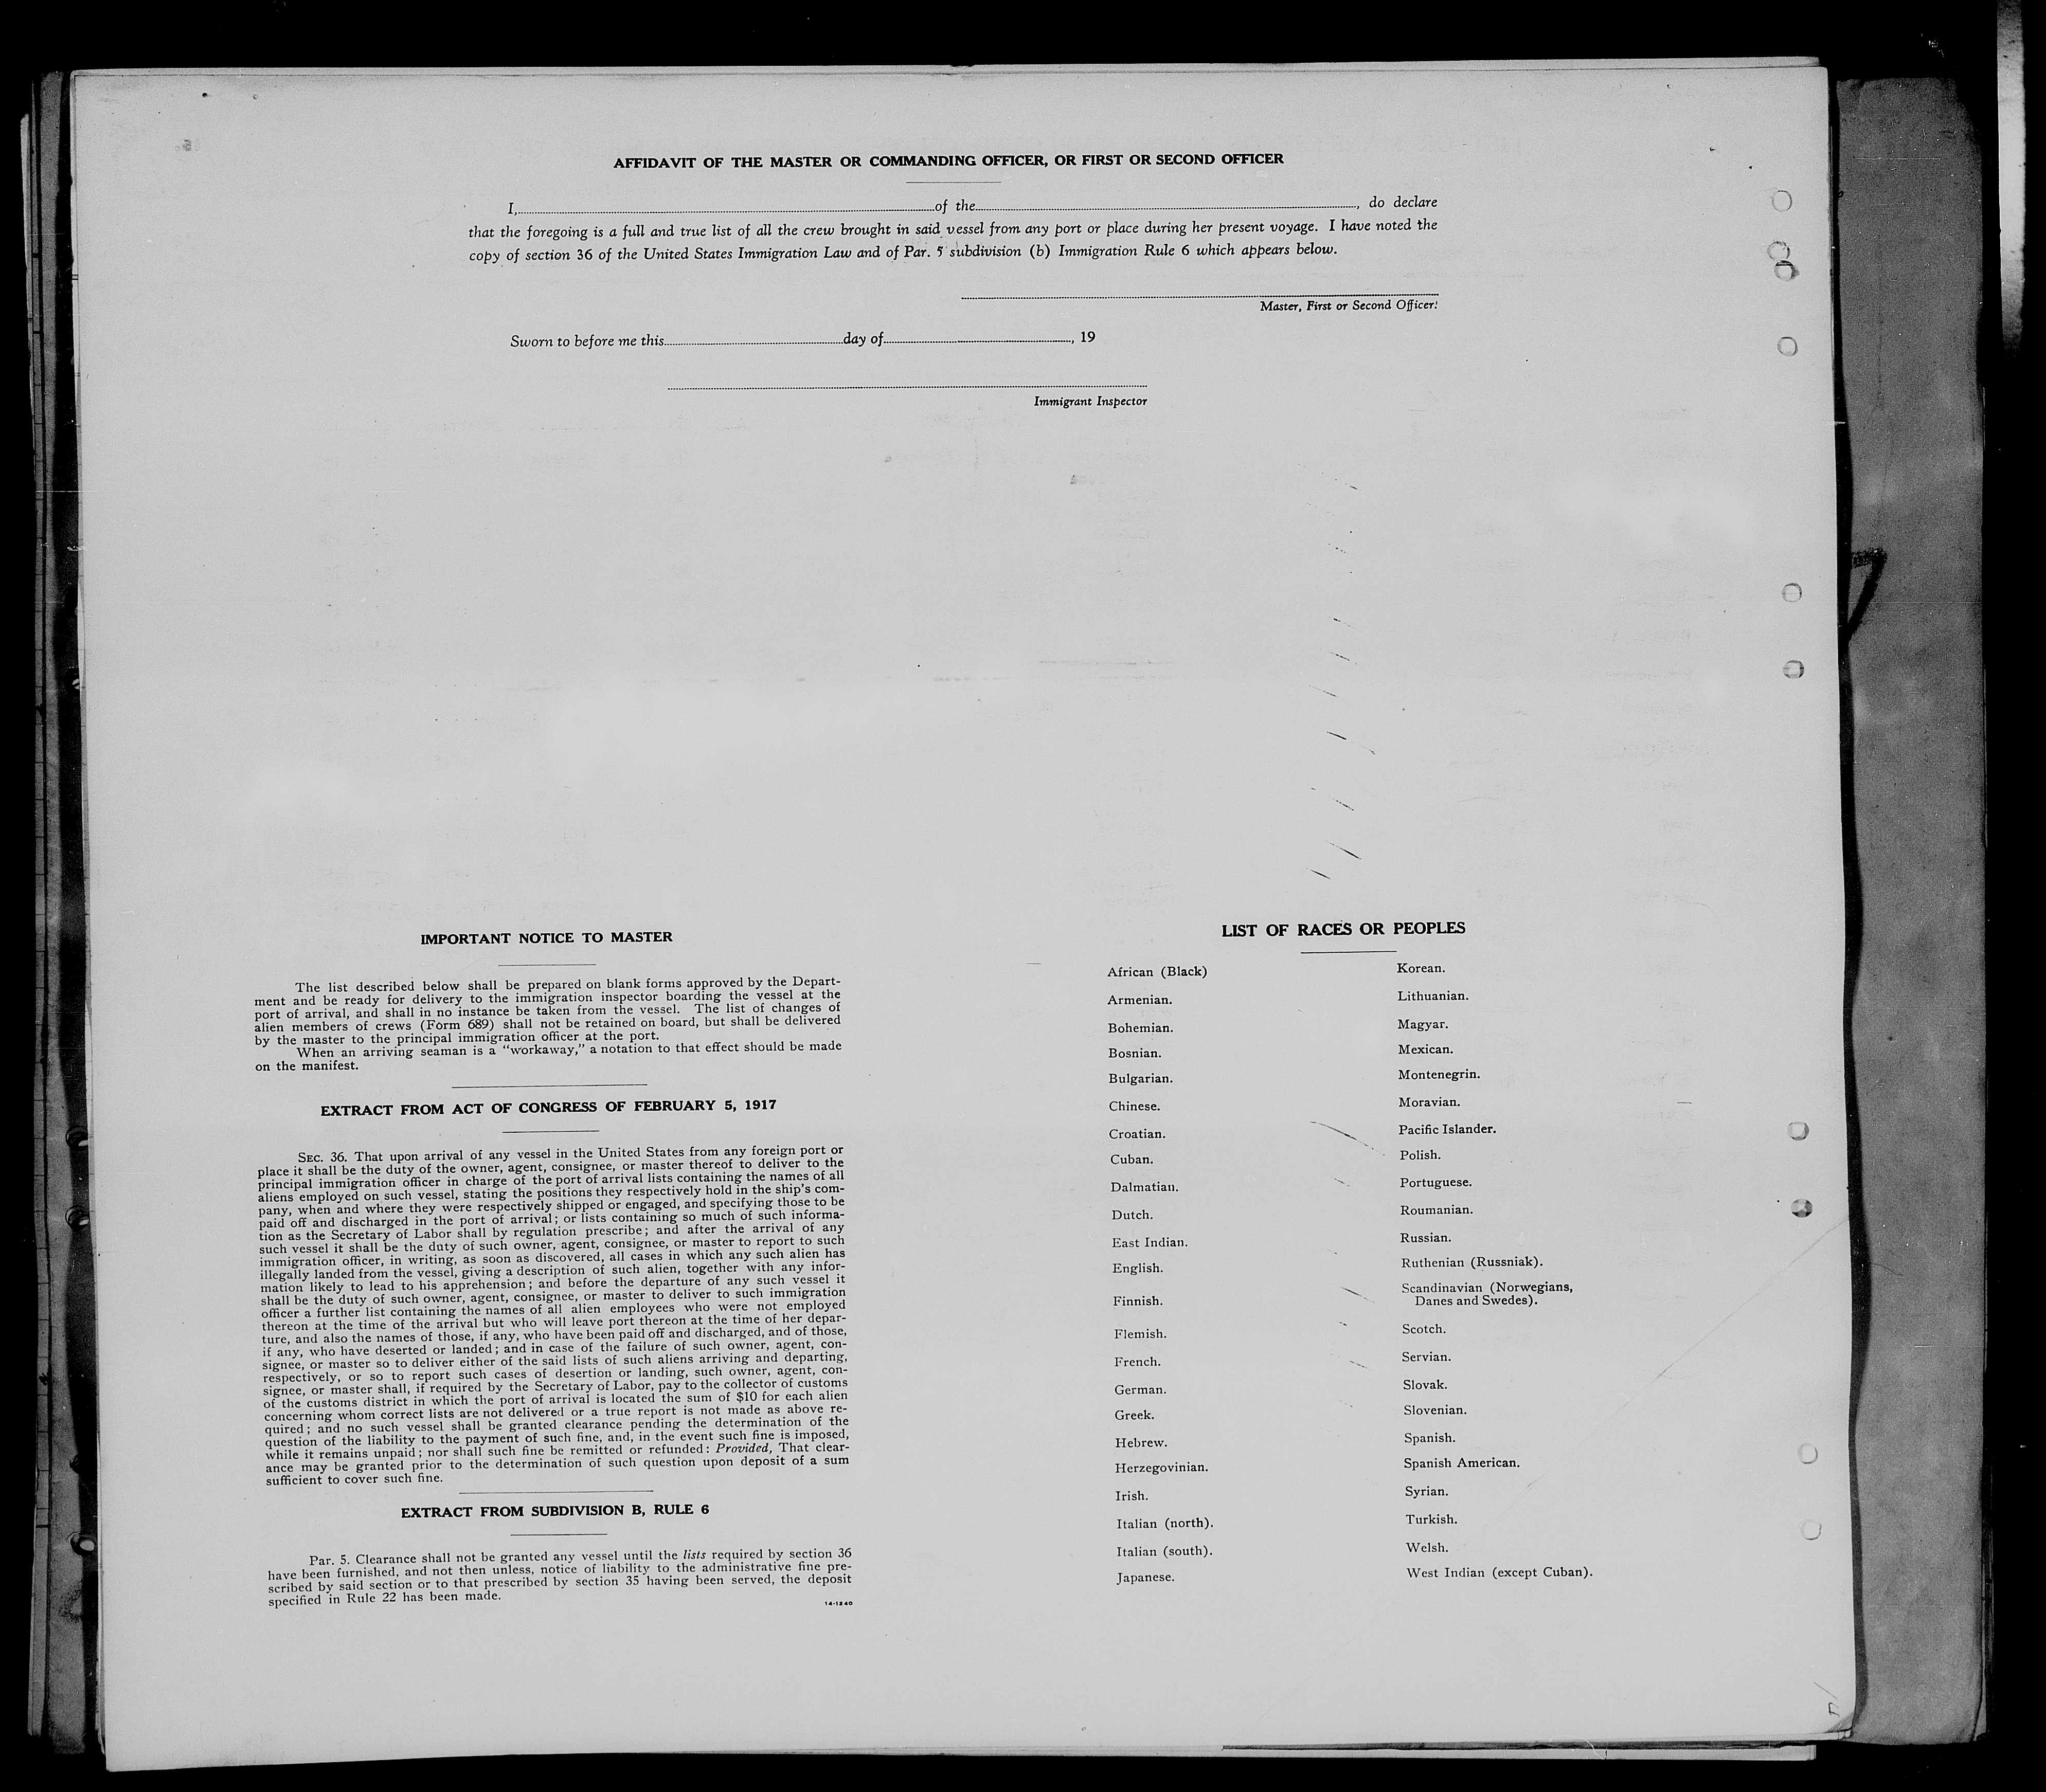 AFFIDAVIT OF THE MASTER OR COMMANDING OFFICER, OR FIRST OR SECOND OFFICER
I, of the , do declare
that the foregoing is a full and true list of all the crew brought in said vessel from any port or place during her present voyage. I have noted the
copy of section 36 of the United States Immigration Law and of Par. 5 subdivision (b) Immigration Rule 6 which appears below.
Master, First or Second Officer.
Sworn to before me this day of , 19
Immigrant Inspector
IMPORTANT NOTICE TO MASTER
The list described below shall be prepared on blank forms approved by the Depart-
ment and be ready for delivery to the immigration inspector boarding the vessel at the
port of arrival, and shall in no instance be taken from the vessel. The list of changes of
alien members of crews (Form 689) shall not be retained on board, but shall be delivered
by the master to the principal immigration officer at the port.
When an arriving seaman is a "workaway," a notation to that effect should be made
on the manifest.
EXTRACT FROM ACT OF CONGRESS OF FEBRUARY 5, 1917
SEC. 36. That upon arrival of any vessel in the United States from any foreign port or
place it shall be the duty of the owner, agent, consignee, or master thereof to deliver to the
principal immigration officer in charge of the port of arrival lists containing the names of all
aliens employed on such vessel, stating the positions they respectively hold in the ship's com-
pany, when and where they were respectively shipped or engaged, and specifying those to be
paid off and discharged in the port of arrival; or lists containing so much of such informa-
tion as the Secretary of Labor shall by regulation prescribe; and after the arrival of any
such vessel it shall be the duty of such owner, agent, consignee, or master to report to such
immigration officer, in writing, as soon as discovered, all cases in which any such alien has
illegally landed from the vessel, giving a description of such alien, together with any infor-
mation likely to lead to his apprehension; and before the departure of any such vessel it
shall be the duty of such owner, agent, consignee, or master to deliver to such immigration
officer a further list containing the names of all alien employees who were not employed
thereon at the time of the arrival but who will leave port thereon at the time of her depar-
ture, and also the names of those, if any, who have been paid off and discharged, and of those,
if any, who have deserted or landed; and in case of the failure of such owner, agent, con-
signee, or master so to deliver either of the said lists of such aliens arriving and departing,
respectively, or so to report such cases of desertion or landing, such owner, agent, con-
signee, or master shall, if required by the Secretary of Labor, pay to the collector of customs
of the customs district in which the port of arrival is located the sum of $10 for each alien
concerning whom correct lists are not delivered or a true report is not made as above re-
quired; and no such vessel shall be granted clearance pending the determination of the
question of the liability to the payment of such fine, and, in the event such fine is imposed,
while it remains unpaid; nor shall such fine be remitted or refunded: Provided, That clear-
ance may be granted prior to the determination of such question upon deposit of a sum
sufficient to cover such fine.
EXTRACT FROM SUBDIVISION B, RULE 6
Par. 5. Clearance shall not be granted any vessel until the lists required by section 36
have been furnished, and not then unless, notice of liability to the administrative fine pre-
scribed by said section or to that prescribed by section 35 having been served, the deposit
specified in Rule 22 has been made.
14-1240
LIST OF RACES OR PEOPLES
African (Black)
Armenian.
Bohemian.
Bosnian.
Bulgarian.
Chinese.
Croatian.
Cuban.
Dalmatian.
Dutch.
East Indian.
English.
Finnish.
Flemish.
French.
German.
Greek.
Hebrew.
Herzegovinian.
Irish.
Italian (north).
Italian (south).
Japanese.
Korean.
Lithuanian.
Magyar.
Mexican.
Montenegrin.
Moravian.
Pacific Islander.
Polish.
Portuguese.
Roumanian.
Russian.
Ruthenian (Russniak).
Scandinavian (Norwegians,
Danes and Swedes).
Scotch.
Servian.
Slovak.
Slovenian.
Spanish.
Spanish American.
Syrian.
Turkish.
Welsh.
West Indian (except Cuban).